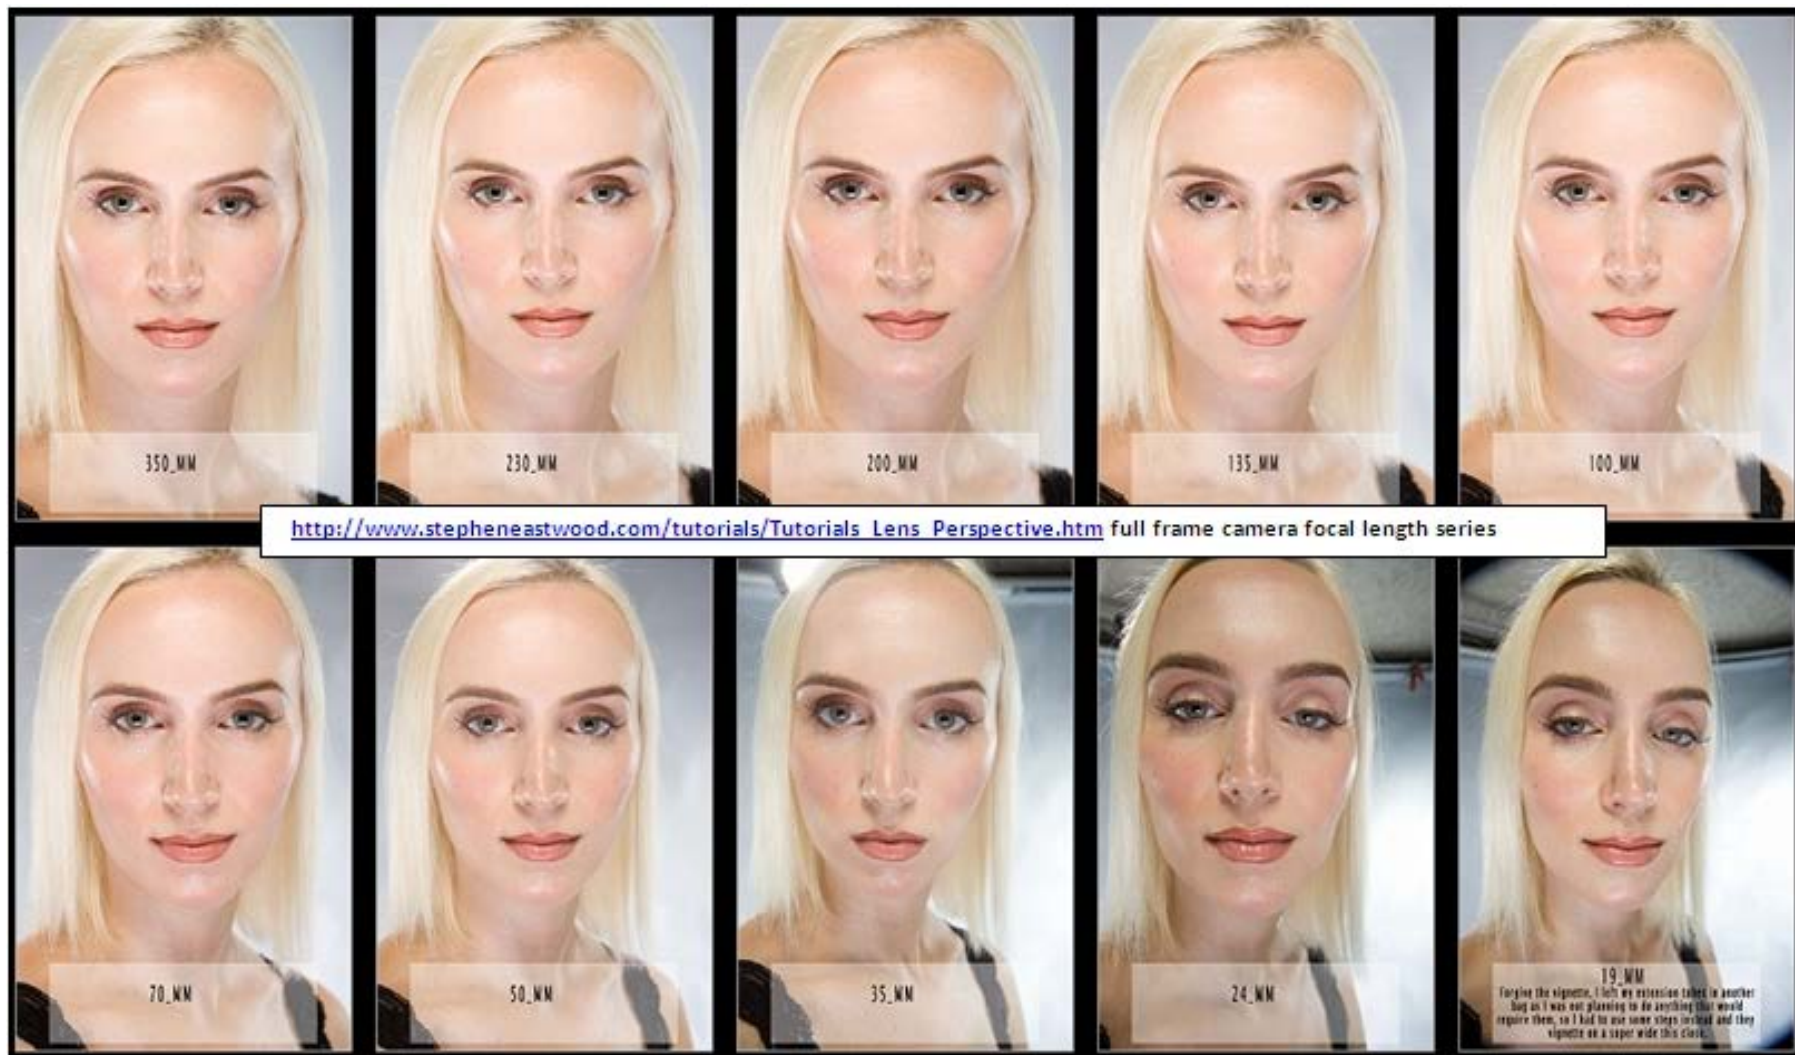 350_MM
230_MM
200_MM
135_MM
100_MM
http://www.stepheneastwood.com/tutorials/Tutorials_Lens_Perspective.htm full frame camera focal length series
70_MM
50_MM
35_MM
24_MM
19_MM
Forgive the vignette, I left my extension tubes in another
bag as I was not planning to do anything that would
require them, so I had to use some steps instead and they
vignette on a super wide this close.